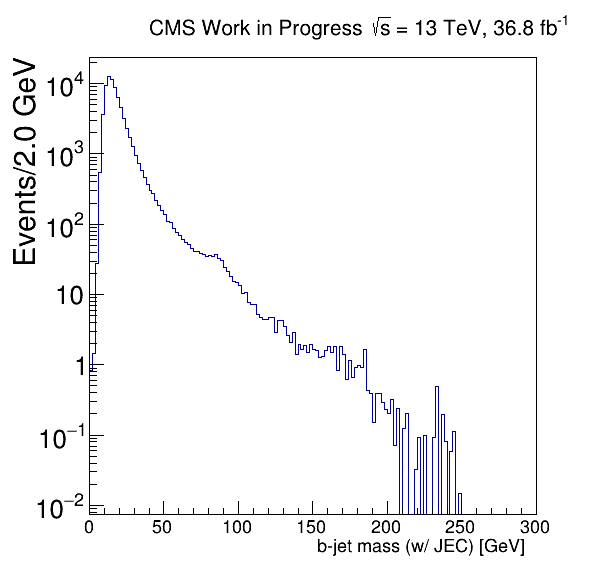 CMS Work in Progress √s = 13 TeV, 36.8 fb⁻¹
Events/2.0 GeV
10⁴
10³
10²
10
1
10⁻¹
10⁻²
0 50 100 150 200 250 300
b-jet mass (w/ JEC) [GeV]